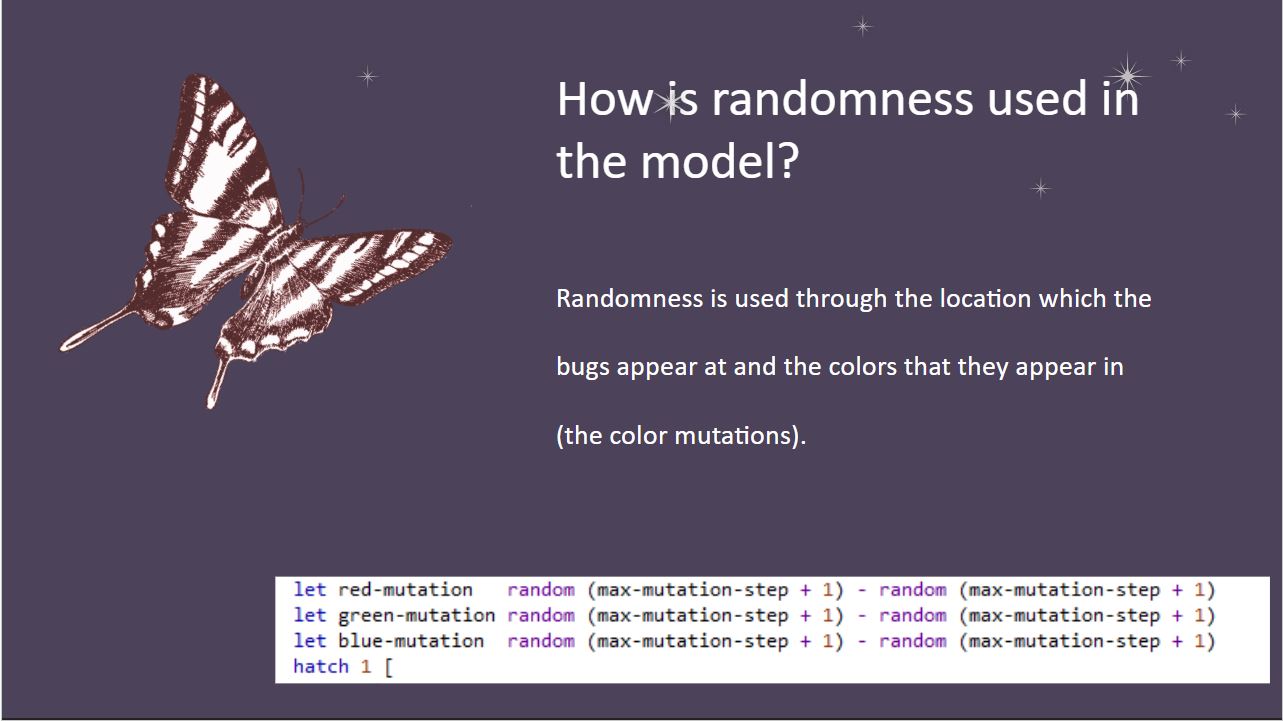 How is randomness used in
the model?
Randomness is used through the location which the
bugs appear at and the colors that they appear in
(the color mutations).
let red-mutation   random (max-mutation-step + 1) - random (max-mutation-step + 1)
let green-mutation random (max-mutation-step + 1) - random (max-mutation-step + 1)
let blue-mutation  random (max-mutation-step + 1) - random (max-mutation-step + 1)
hatch 1 [